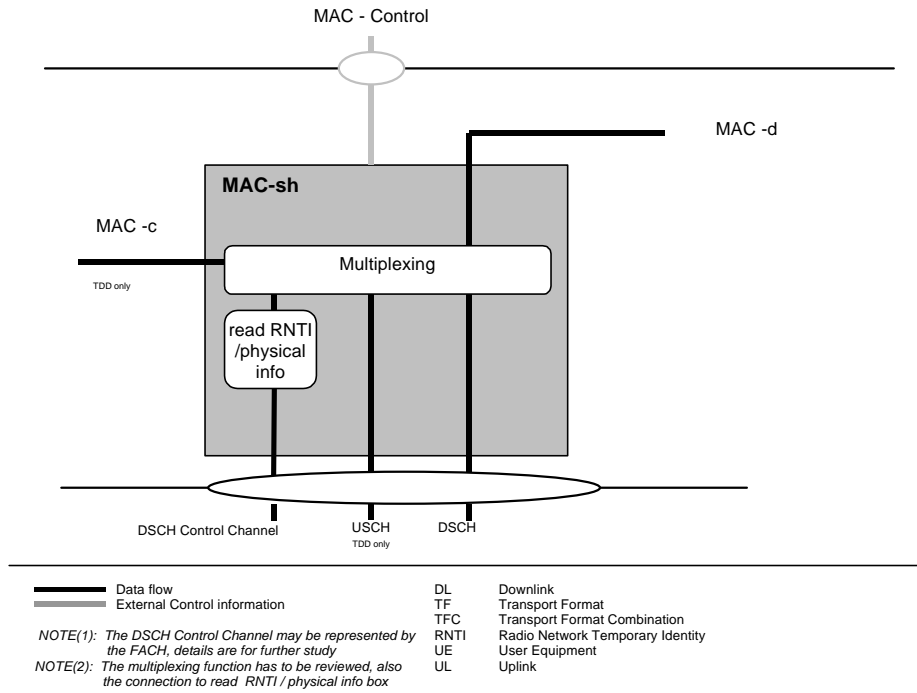 MAC - Control
MAC -d
MAC-sh
MAC -c
TDD only
Multiplexing
read RNTI
/physical
info
DSCH Control Channel
USCH
TDD only
DSCH
Data flow
External Control information
NOTE(1): The DSCH Control Channel may be represented by
the FACH, details are for further study
NOTE(2): The multiplexing function has to be reviewed, also
the connection to read RNTI / physical info box
DL Downlink
TF Transport Format
TFC Transport Format Combination
RNTI Radio Network Temporary Identity
UE User Equipment
UL Uplink